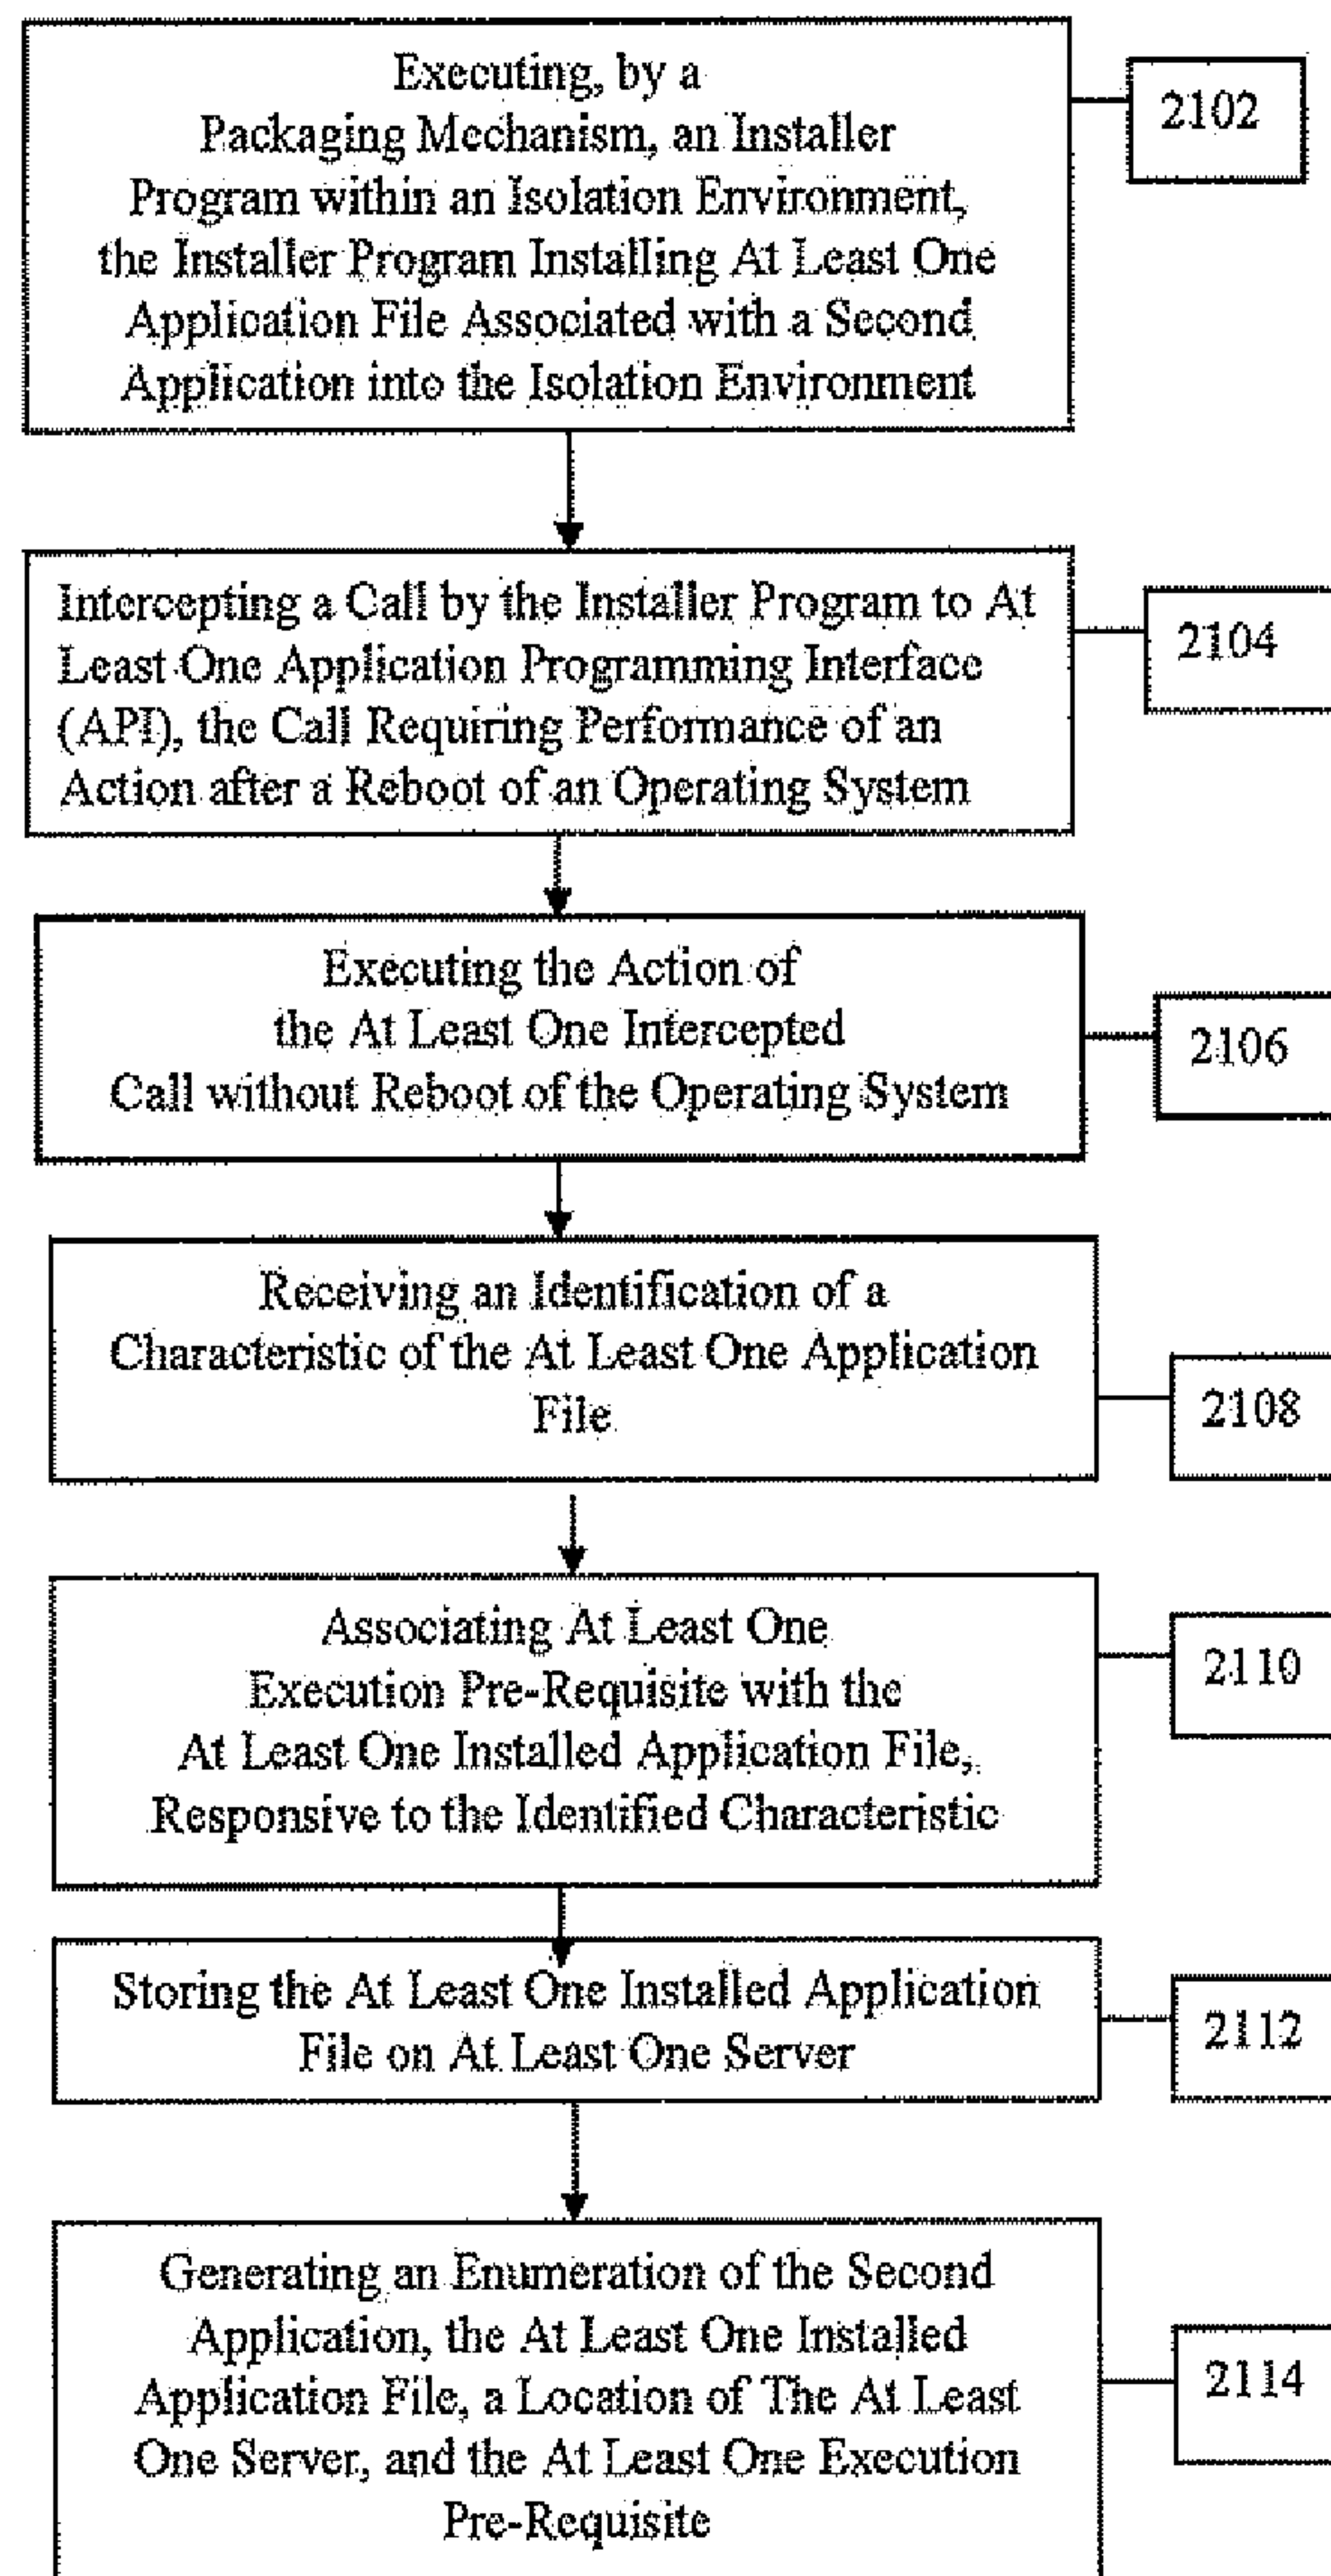 Executing, by a
2102
Packaging Mechanism, an Installer
Program within an Isolation Environment,
the Installer Program Installing At Least One
Application File Associated with a Second
Application into the Isolation Environment
Intercepting a Call by the Installer Program to At
2104
Least One Application Programming Interface
(API), the Call Requiring Performance of an
Action after a Reboot of an Operating System
Executing the Action of
the At Least One Intercepted
2106
Call without Reboot of the Operating System
Receiving an Identification of a
Characteristic of the At Least One Application
File
2108
Associating At Least One
2110
Execution Pre-Requisite with the
At Least One Installed Application File,
Responsive to the Identified Characteristic
Storing the At Least One Installed Application
2112
File on At Least One Server
Generating an Enumeration of the Second
Application, the At Least One Installed
2114
Application File, a Location of The At Least
One Server, and the At Least One Execution
Pre-Requisite